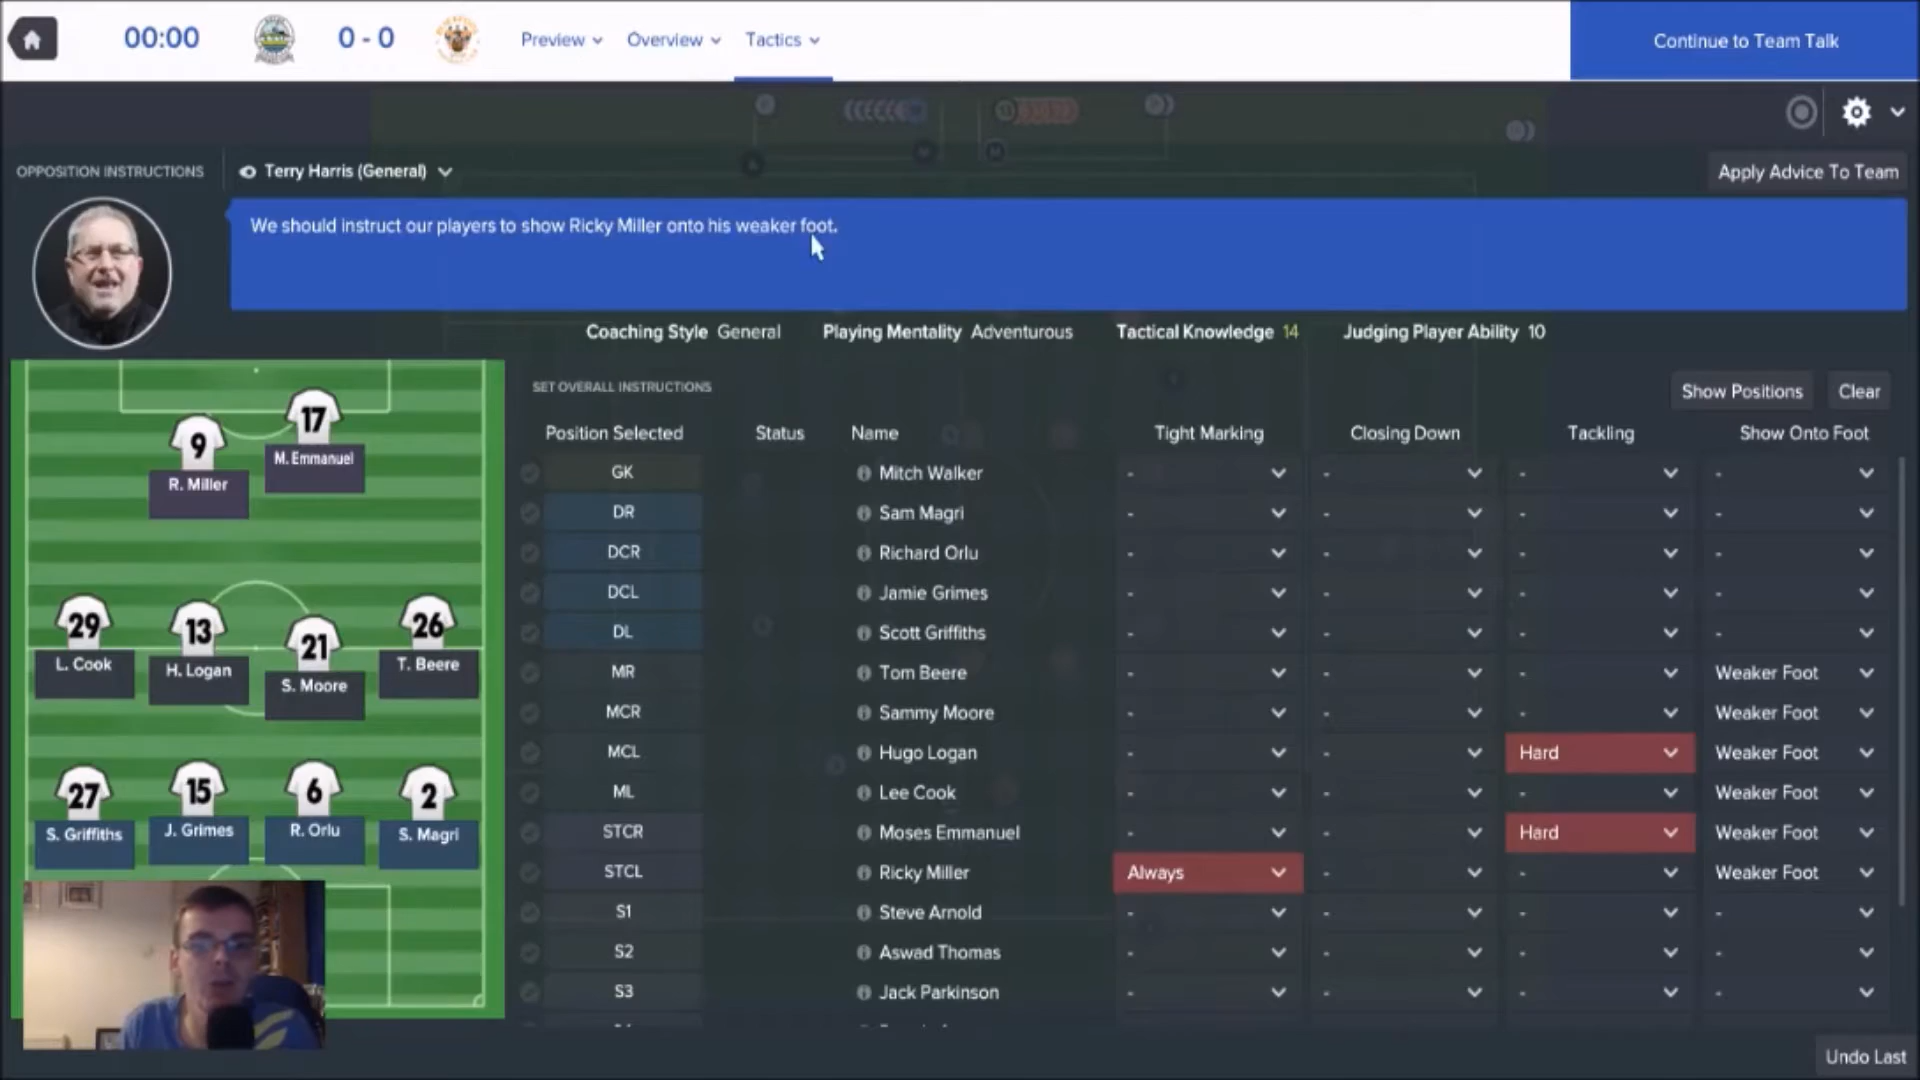 00:00
0 - 0
Preview
Overview
Tactics
Continue to Team Talk
OPPOSITION INSTRUCTIONS
Terry Harris (General)
Apply Advice To Team
We should instruct our players to show Ricky Miller onto his weaker foot.
Coaching Style General
Playing Mentality Adventurous
Tactical Knowledge 14
Judging Player Ability 10
SET OVERALL INSTRUCTIONS
Show Positions
Clear
Position Selected Status Name Tight Marking Closing Down Tackling Show Onto Foot
GK Mitch Walker - - - -
DR Sam Magri - - - -
DCR Richard Orlu - - - -
DCL Jamie Grimes - - - -
DL Scott Griffiths - - - -
MR Tom Beere - - - Weaker Foot
MCR Sammy Moore - - - Weaker Foot
MCL Hugo Logan - - Hard Weaker Foot
ML Lee Cook - - - Weaker Foot
STCR Moses Emmanuel - - Hard Weaker Foot
STCL Ricky Miller Always - - Weaker Foot
S1 Steve Arnold - - - -
S2 Aswad Thomas - - - -
S3 Jack Parkinson - - - -
17
M. Emmanuel
9
R. Miller
29
L. Cook
13
H. Logan
21
S. Moore
26
T. Beere
27
S. Griffiths
15
J. Grimes
6
R. Orlu
2
S. Magri
Undo Last